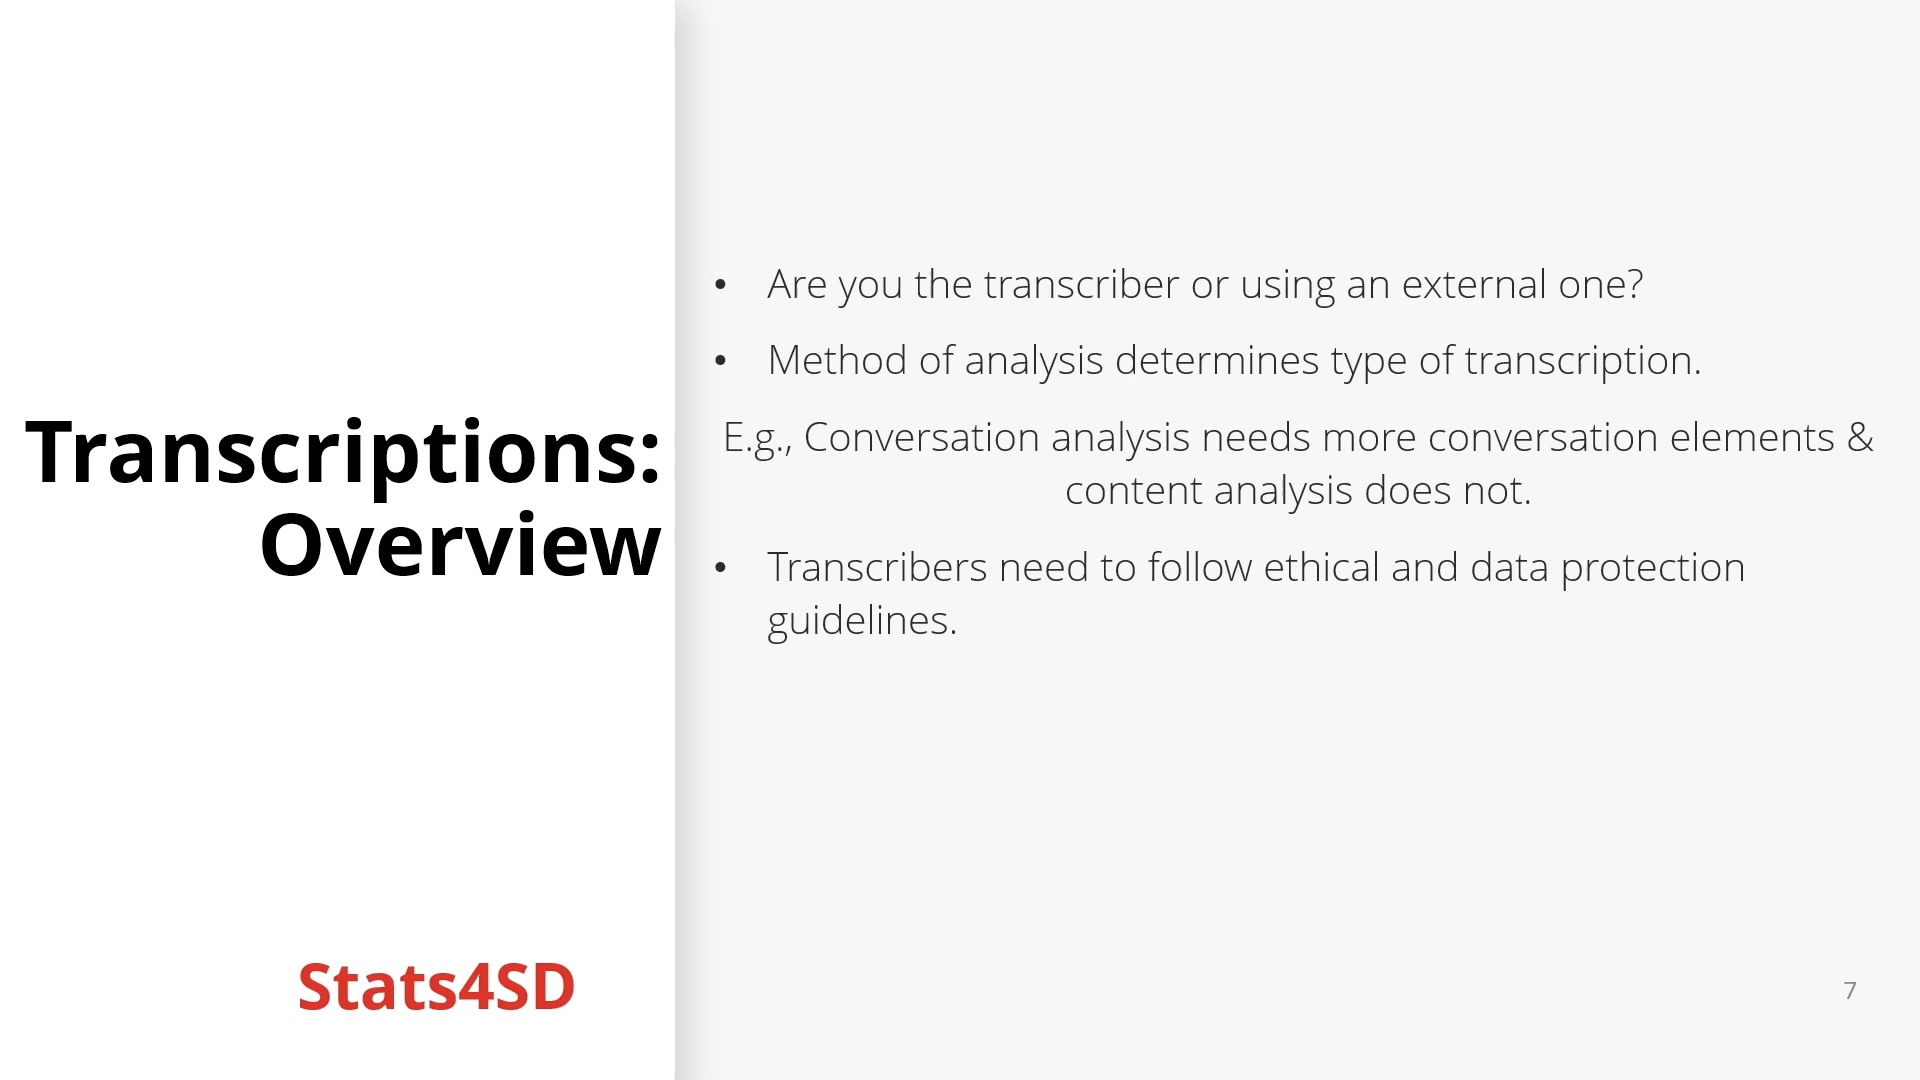 Transcriptions:
Overview
• Are you the transcriber or using an external one?
• Method of analysis determines type of transcription.
E.g., Conversation analysis needs more conversation elements &
content analysis does not.
• Transcribers need to follow ethical and data protection
guidelines.
Stats4SD
7